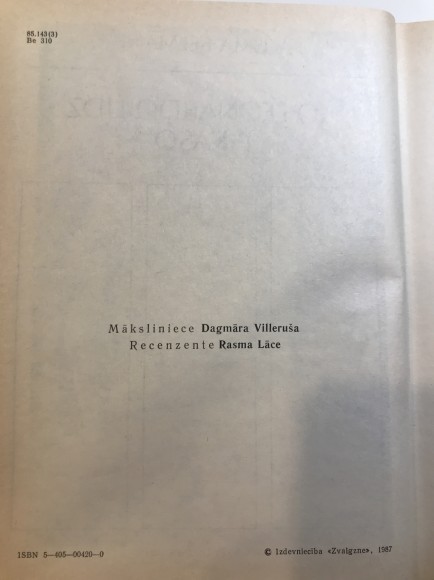 85.143(3)
Be 310
Māksliniece Dagmāra Villeruša
Recenzente Rasma Lāce
ISBN 5—405—00420—0
© Izdevniecība «Zvaigzne», 1987